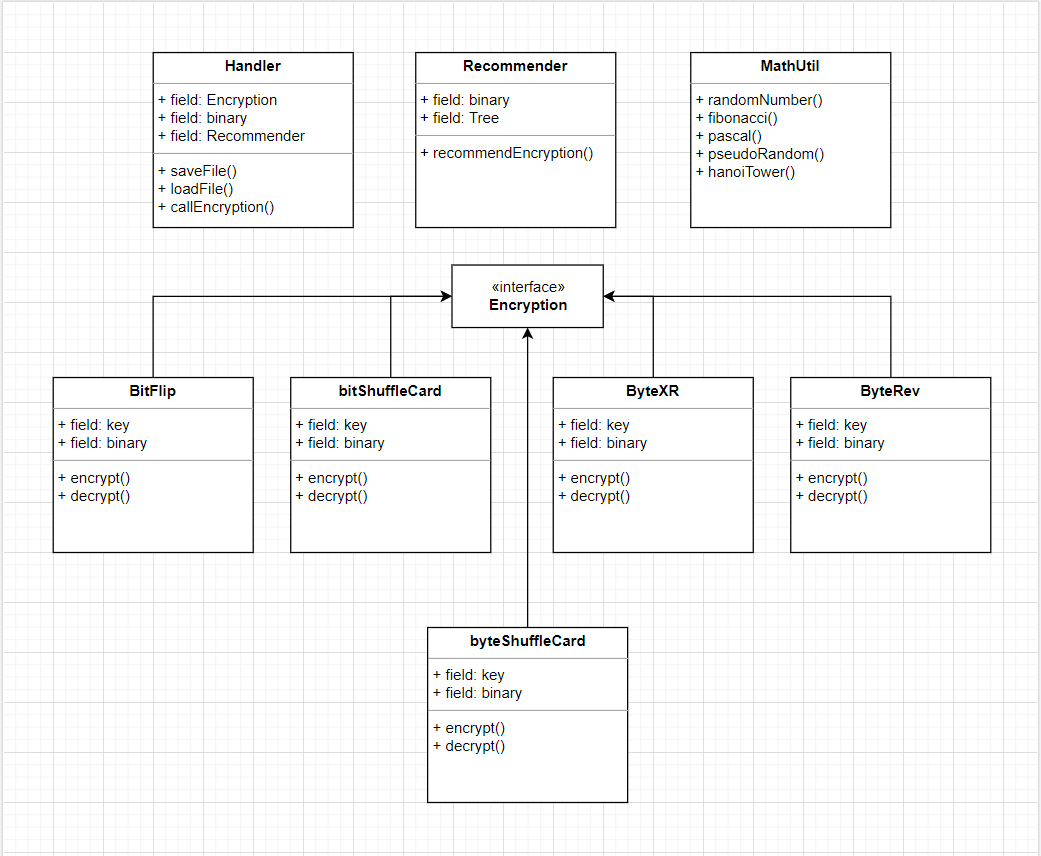 Handler
+ field: Encryption
+ field: binary
+ field: Recommender
+ saveFile()
+ loadFile()
+ callEncryption()
Recommender
+ field: binary
+ field: Tree
+ recommendEncryption()
MathUtil
+ randomNumber()
+ fibonacci()
+ pascal()
+ pseudoRandom()
+ hanoiTower()
«interface»
Encryption
BitFlip
+ field: key
+ field: binary
+ encrypt()
+ decrypt()
bitShuffleCard
+ field: key
+ field: binary
+ encrypt()
+ decrypt()
ByteXR
+ field: key
+ field: binary
+ encrypt()
+ decrypt()
ByteRev
+ field: key
+ field: binary
+ encrypt()
+ decrypt()
byteShuffleCard
+ field: key
+ field: binary
+ encrypt()
+ decrypt()